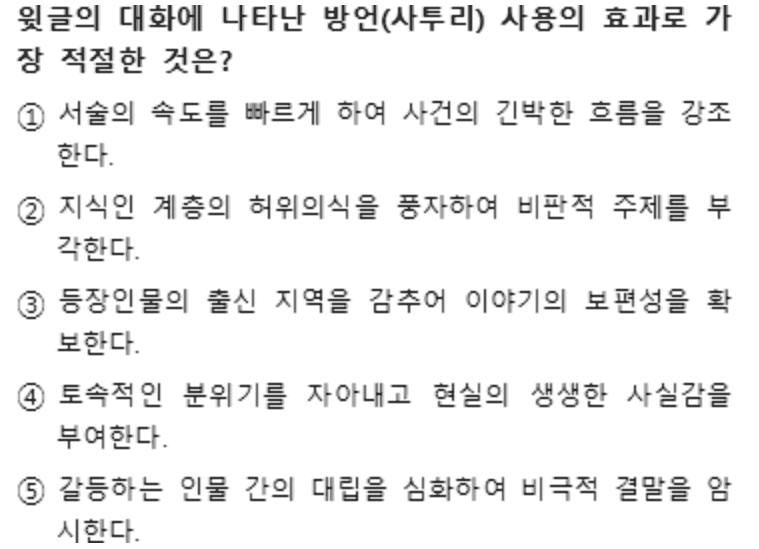 윗글의 대화에 나타난 방언(사투리) 사용의 효과로 가
장 적절한 것은?
① 서술의 속도를 빠르게 하여 사건의 긴박한 흐름을 강조
한다.
② 지식인 계층의 허위의식을 풍자하여 비판적 주제를 부
각한다.
③ 등장인물의 출신 지역을 감추어 이야기의 보편성을 확
보한다.
④ 토속적인 분위기를 자아내고 현실의 생생한 사실감을
부여한다.
⑤ 갈등하는 인물 간의 대립을 심화하여 비극적 결말을 암
시한다.